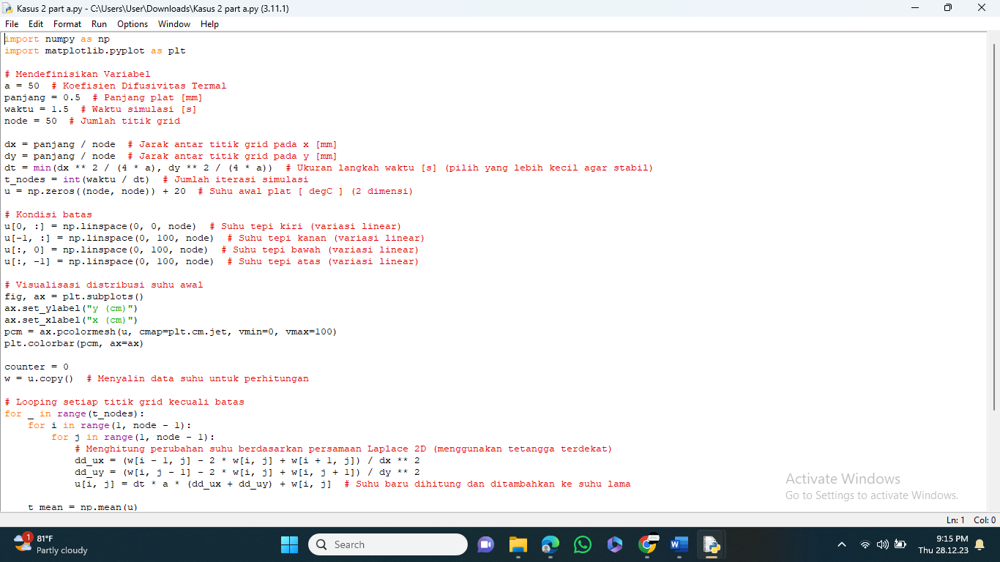 Kasus 2 part a.py - C:\Users\User\Downloads\Kasus 2 part a.py (3.11.1)
File Edit Format Run Options Window Help
import numpy as np
import matplotlib.pyplot as plt
# Mendefinisikan Variabel
a = 50  # Koefisien Difusivitas Termal
panjang = 0.5  # Panjang plat [mm]
waktu = 1.5  # Waktu simulasi [s]
node = 50  # Jumlah titik grid
dx = panjang / node  # Jarak antar titik grid pada x [mm]
dy = panjang / node  # Jarak antar titik grid pada y [mm]
dt = min(dx ** 2 / (4 * a), dy ** 2 / (4 * a))  # Ukuran langkah waktu [s] (pilih yang lebih kecil agar stabil)
t_nodes = int(waktu / dt)  # Jumlah iterasi simulasi
u = np.zeros((node, node)) + 20  # Suhu awal plat [ degC ] (2 dimensi)
# Kondisi batas
u[0, :] = np.linspace(0, 0, node)  # Suhu tepi kiri (variasi linear)
u[-1, :] = np.linspace(0, 100, node)  # Suhu tepi kanan (variasi linear)
u[:, 0] = np.linspace(0, 100, node)  # Suhu tepi bawah (variasi linear)
u[:, -1] = np.linspace(0, 100, node)  # Suhu tepi atas (variasi linear)
# Visualisasi distribusi suhu awal
fig, ax = plt.subplots()
ax.set_ylabel("y (cm)")
ax.set_xlabel("x (cm)")
pcm = ax.pcolormesh(u, cmap=plt.cm.jet, vmin=0, vmax=100)
plt.colorbar(pcm, ax=ax)
counter = 0
w = u.copy()  # Menyalin data suhu untuk perhitungan
# Looping setiap titik grid kecuali batas
for _ in range(t_nodes):
    for i in range(1, node - 1):
        for j in range(1, node - 1):
            # Menghitung perubahan suhu berdasarkan persamaan Laplace 2D (menggunakan tetangga terdekat)
            dd_ux = (w[i - 1, j] - 2 * w[i, j] + w[i + 1, j]) / dx ** 2
            dd_uy = (w[i, j - 1] - 2 * w[i, j] + w[i, j + 1]) / dy ** 2
            u[i, j] = dt * a * (dd_ux + dd_uy) + w[i, j]  # Suhu baru dihitung dan ditambahkan ke suhu lama
    t_mean = np.mean(u)
Activate Windows
Go to Settings to activate Windows.
Ln: 1 Col: 0
1
81°F
Partly cloudy
Search
9:15 PM
Thu 28.12.23